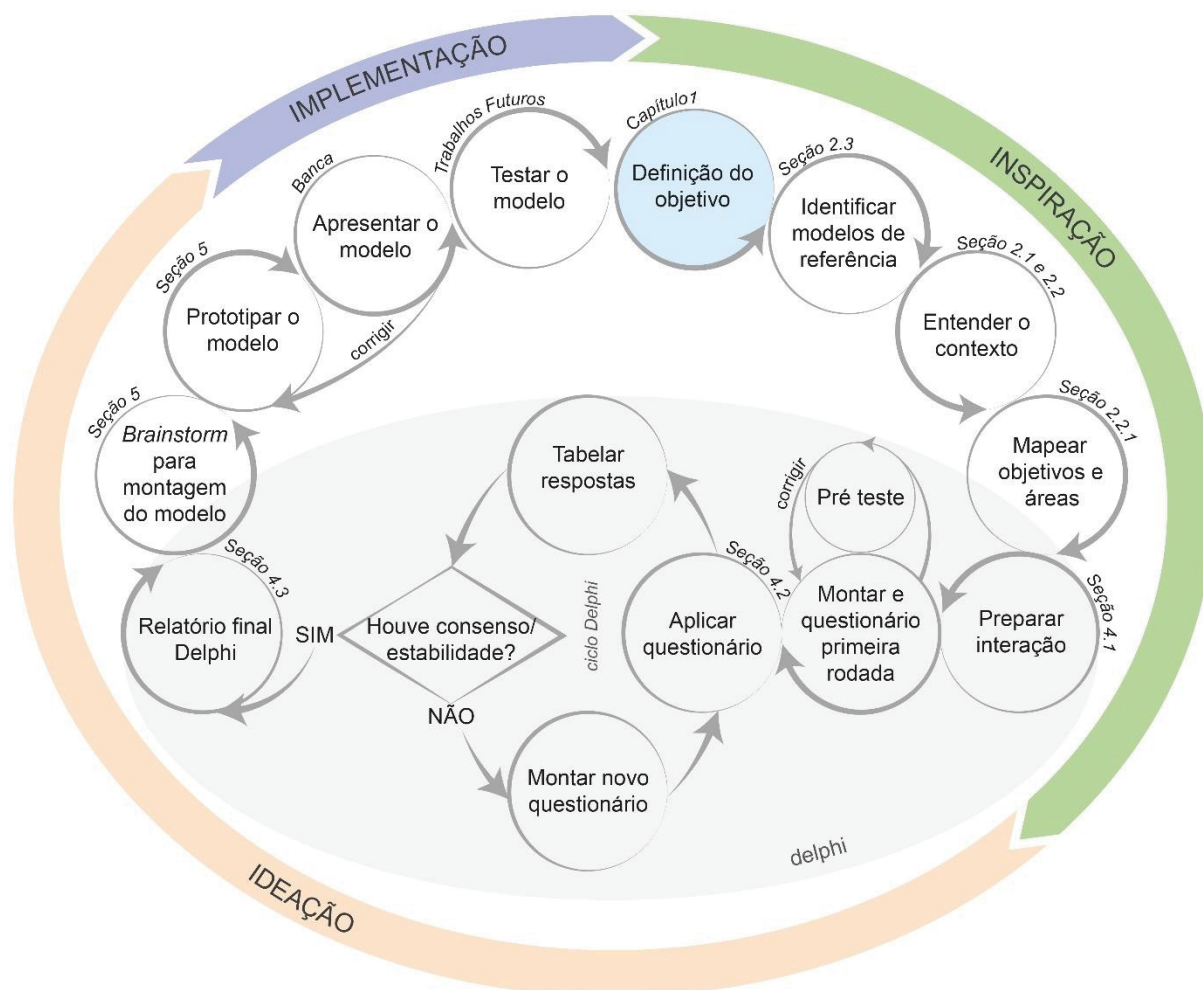 IMPLEMENTAÇÃO
INSPIRAÇÃO
IDEAÇÃO
Capítulo1
Definição do
objetivo
Seção 2.3
Identificar
modelos de
referência
Seção 2.1 e 2.2
Entender o
contexto
Seção 2.2.1
Mapear
objetivos e
áreas
Seção 4.1
Preparar
interação
Montar e
questionário
primeira
rodada
Pré teste
corrigir
Seção 4.2
Aplicar
questionário
Tabelar
respostas
ciclo Delphi
Houve consenso/
estabilidade?
NÃO
Montar novo
questionário
SIM
Seção 4.3
Relatório final
Delphi
Seção 5
Brainstorm
para
montagem
do modelo
Seção 5
Prototipar o
modelo
corrigir
Banca
Apresentar o
modelo
Trabalhos Futuros
Testar o
modelo
delphi